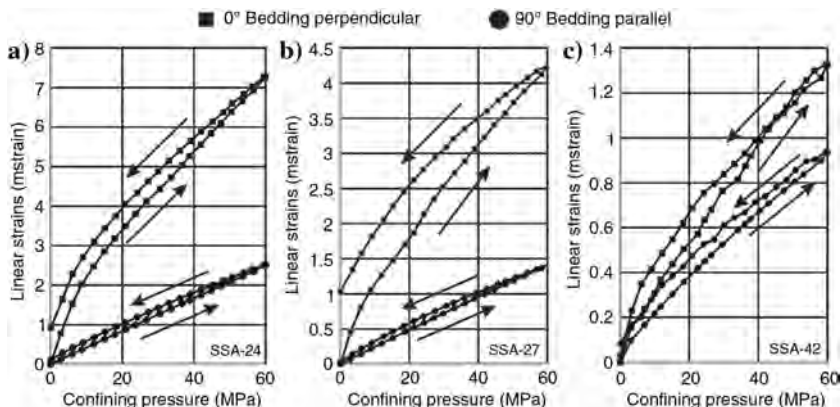 0° Bedding perpendicular 90° Bedding parallel
a) b) c)
Linear strains (mstrain)
8
7
6
5
4
3
2
1
0
0 20 40 60
Confining pressure (MPa)
SSA-24
Linear strains (mstrain)
4.5
4
3.5
3
2.5
2
1.5
1
0.5
0
0 20 40 60
Confining pressure (MPa)
SSA-27
Linear strains (mstrain)
1.4
1.2
1
0.8
0.6
0.4
0.2
0
0 20 40 60
Confining pressure (MPa)
SSA-42